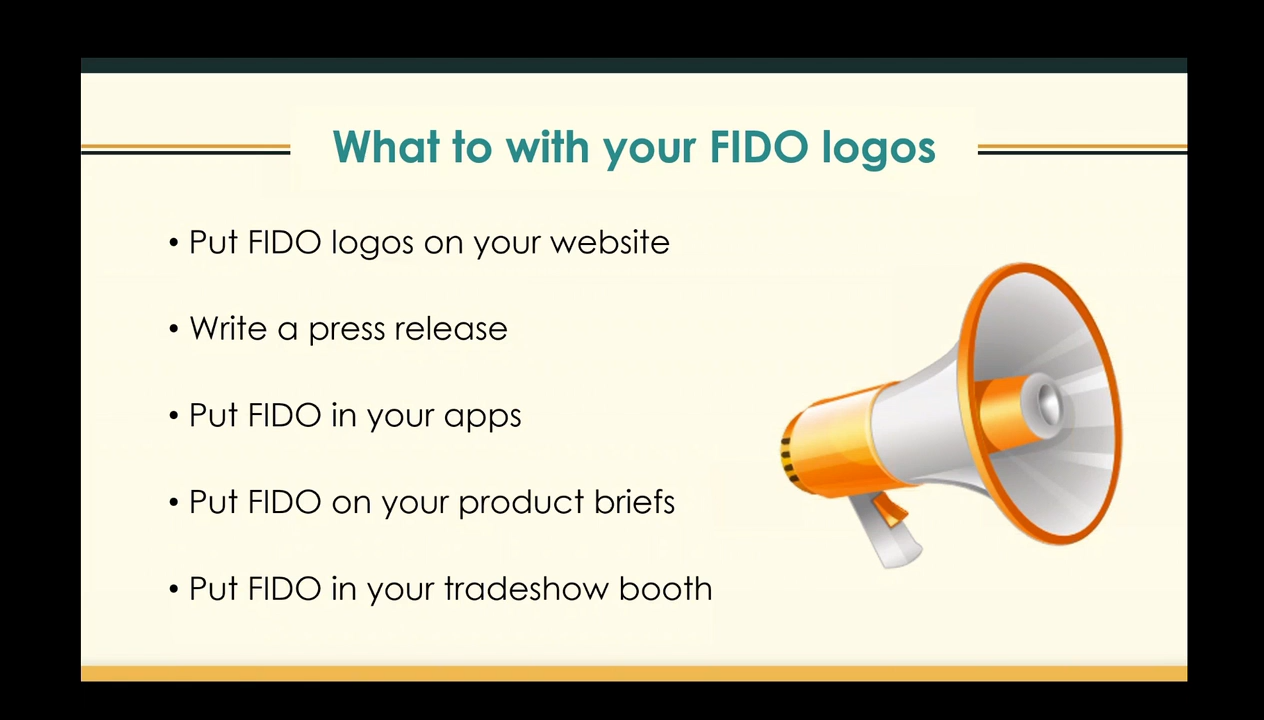 What to with your FIDO logos
• Put FIDO logos on your website
• Write a press release
• Put FIDO in your apps
• Put FIDO on your product briefs
• Put FIDO in your tradeshow booth